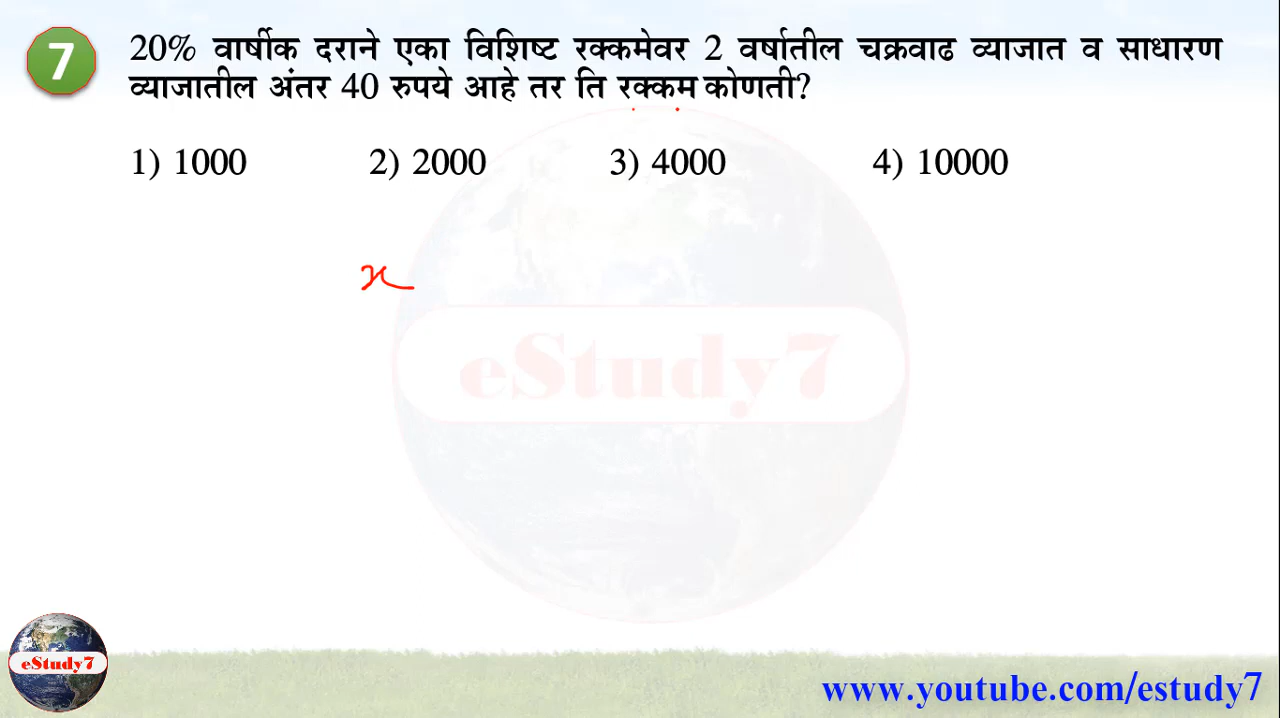 7
20% वार्षीक दराने एका विशिष्ट रक्कमेवर 2 वर्षातील चक्रवाढ व्याजात व साधारण
व्याजातील अंतर 40 रुपये आहे तर ति रक्कम कोणती?
1) 1000 2) 2000 3) 4000 4) 10000
x
eStudy7
eStudy7
www.youtube.com/estudy7